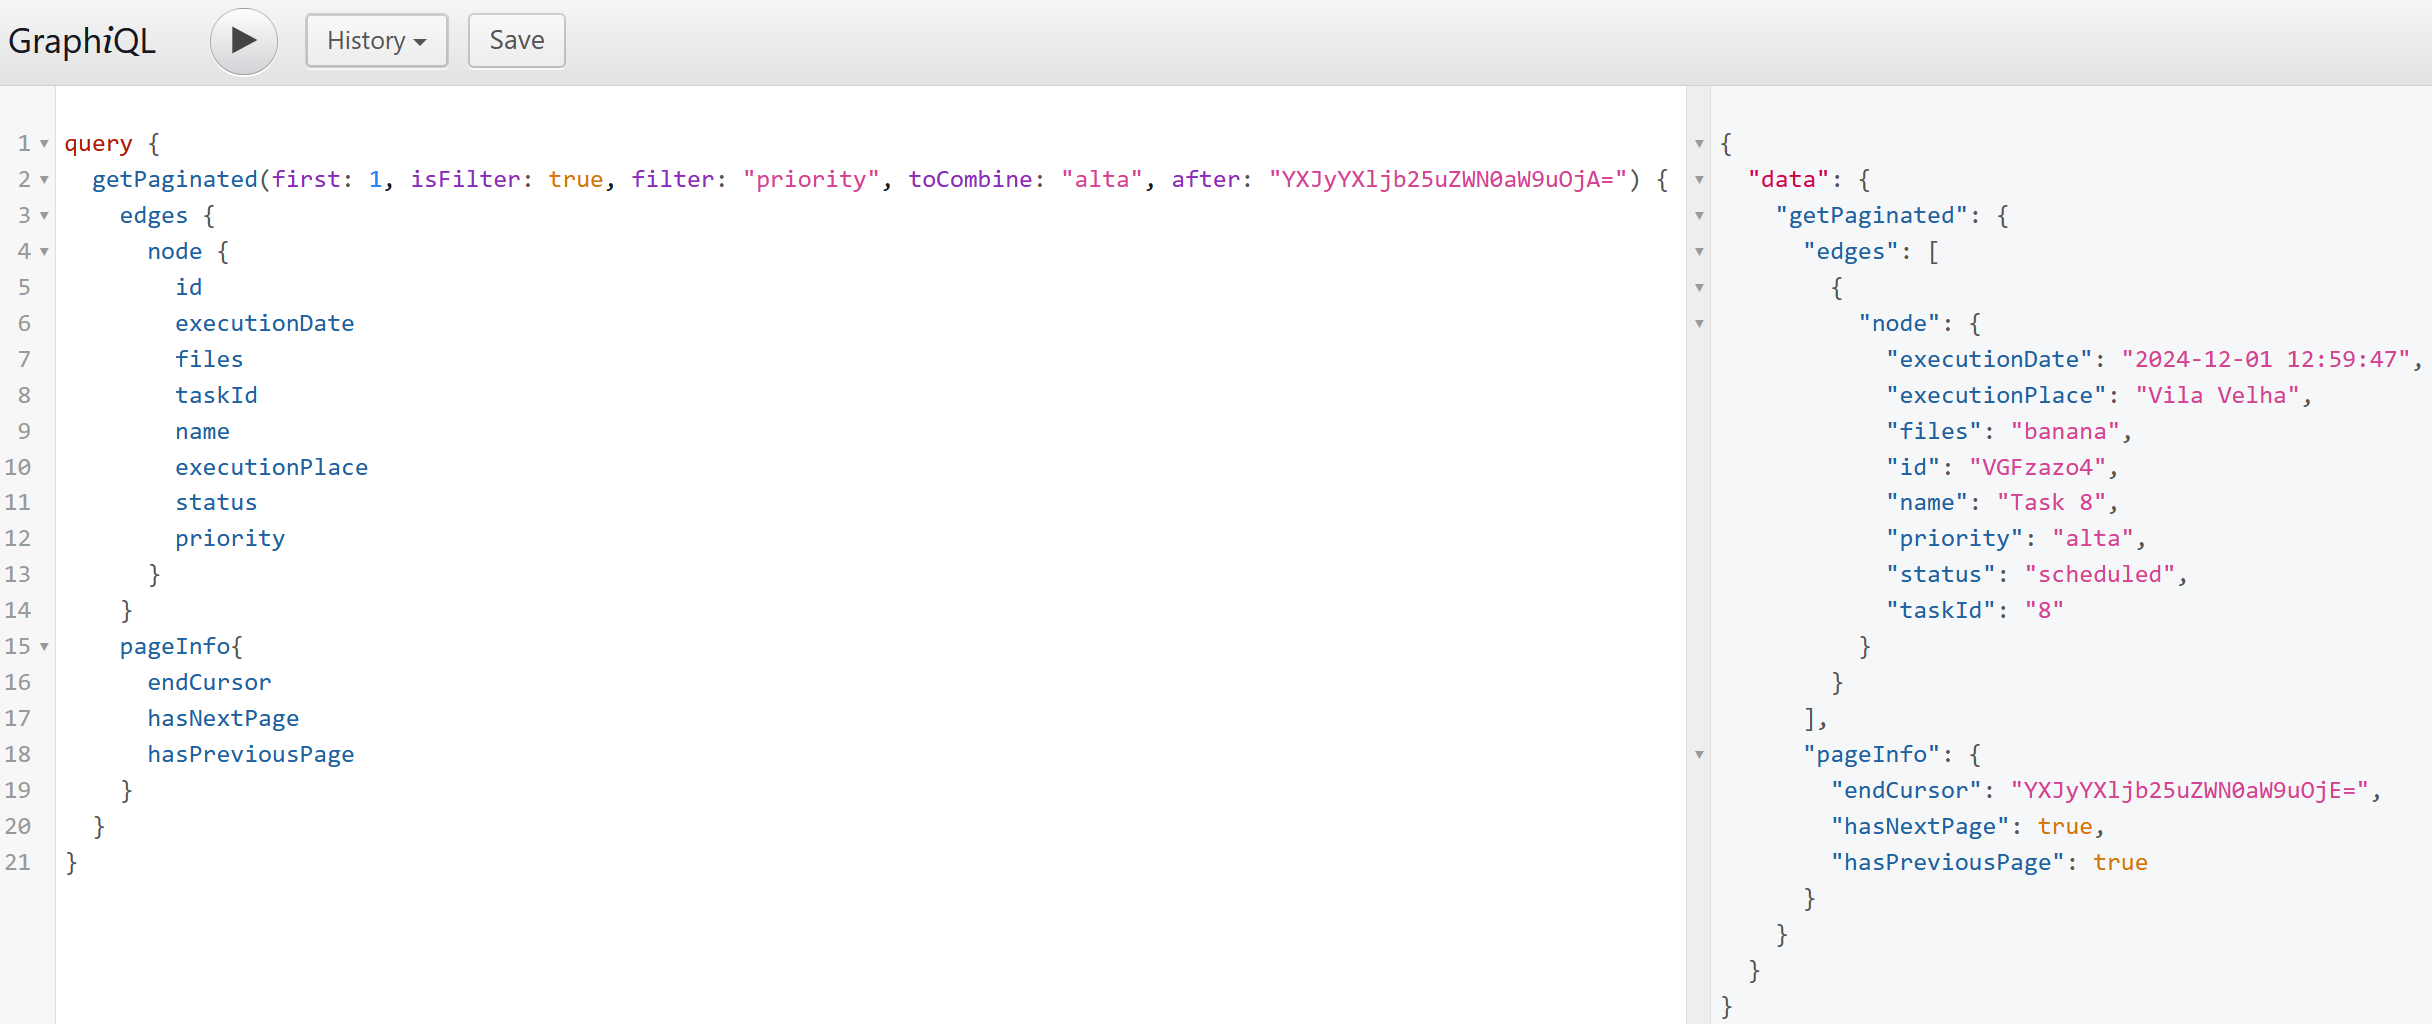 GraphiQL
History
Save
1 query {
2 getPaginated(first: 1, isFilter: true, filter: "priority", toCombine: "alta", after: "YXJyYXljb25uZWN0aW9uOjA=") {
3 edges {
4 node {
5 id
6 executionDate
7 files
8 taskId
9 name
10 executionPlace
11 status
12 priority
13 }
14 }
15 pageInfo{
16 endCursor
17 hasNextPage
18 hasPreviousPage
19 }
20 }
21 }
{
"data": {
"getPaginated": {
"edges": [
{
"node": {
"executionDate": "2024-12-01 12:59:47",
"executionPlace": "Vila Velha",
"files": "banana",
"id": "VGFzazo4",
"name": "Task 8",
"priority": "alta",
"status": "scheduled",
"taskId": "8"
}
}
],
"pageInfo": {
"endCursor": "YXJyYXljb25uZWN0aW9uOjE=",
"hasNextPage": true,
"hasPreviousPage": true
}
}
}
}